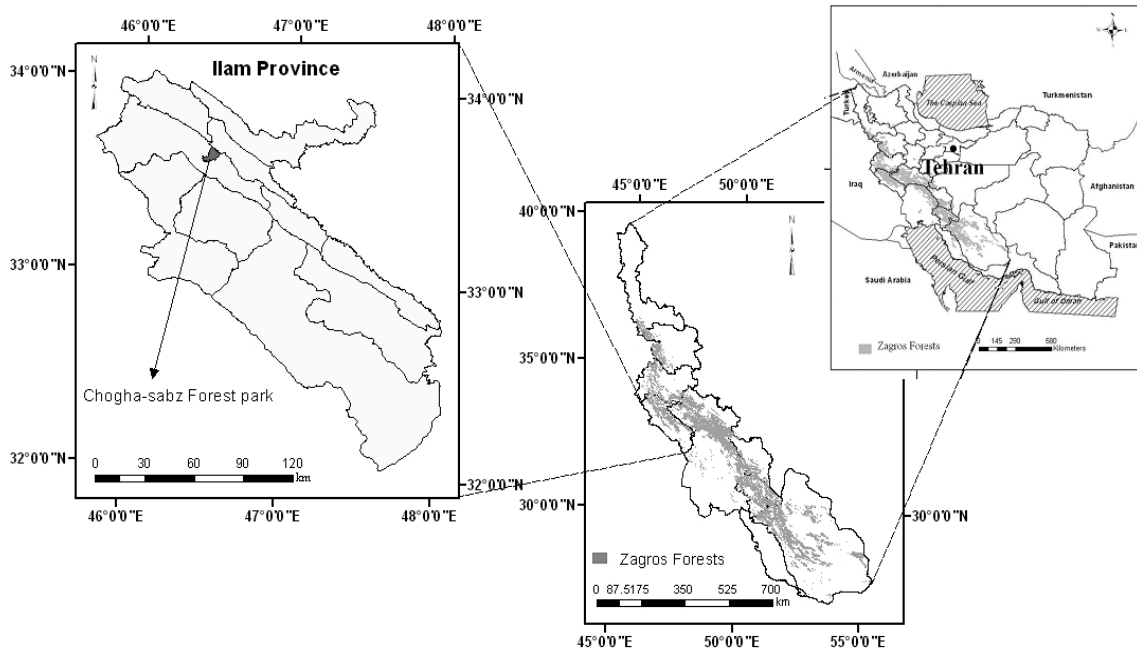 46°0'0"E
47°0'0"E
48°0'0"E
34°0'0"N
33°0'0"N
32°0'0"N
N
Ilam Province
Chogha-sabz Forest park
0 30 60 90 120
km
34°0'0"N
33°0'0"N
32°0'0"N
46°0'0"E
47°0'0"E
48°0'0"E
45°0'0"E
50°0'0"E
40°0'0"N
35°0'0"N
30°0'0"N
N
Zagros Forests
0 87.5175 350 525 700
km
30°0'0"N
45°0'0"E
50°0'0"E
55°0'0"E
N
Armenia
Azerbaijan
Turkey
The Caspian Sea
Turkmenistan
Tehran
Iraq
Afghanistan
Pakistan
Saudi Arabia
Persian Gulf
Gulf of Oman
Zagros Forests
0 145 290 580
Kilometers